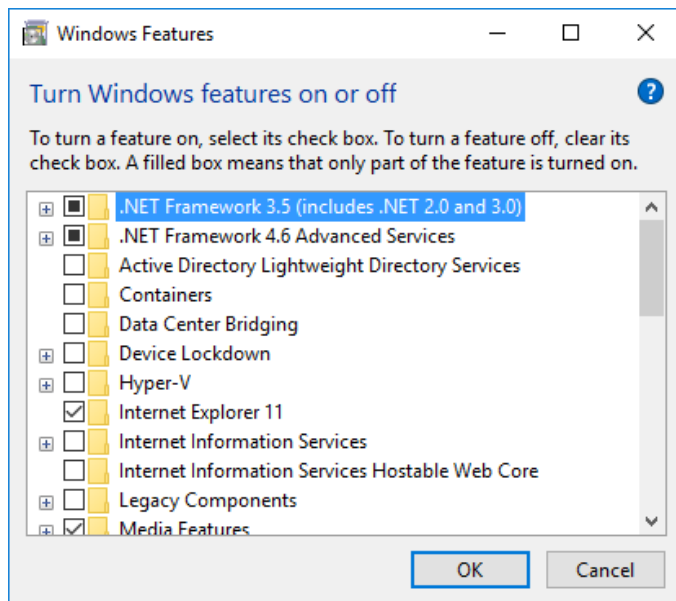 Windows Features
Turn Windows features on or off
?
To turn a feature on, select its check box. To turn a feature off, clear its
check box. A filled box means that only part of the feature is turned on.
.NET Framework 3.5 (includes .NET 2.0 and 3.0)
.NET Framework 4.6 Advanced Services
Active Directory Lightweight Directory Services
Containers
Data Center Bridging
Device Lockdown
Hyper-V
Internet Explorer 11
Internet Information Services
Internet Information Services Hostable Web Core
Legacy Components
Media Features
OK
Cancel